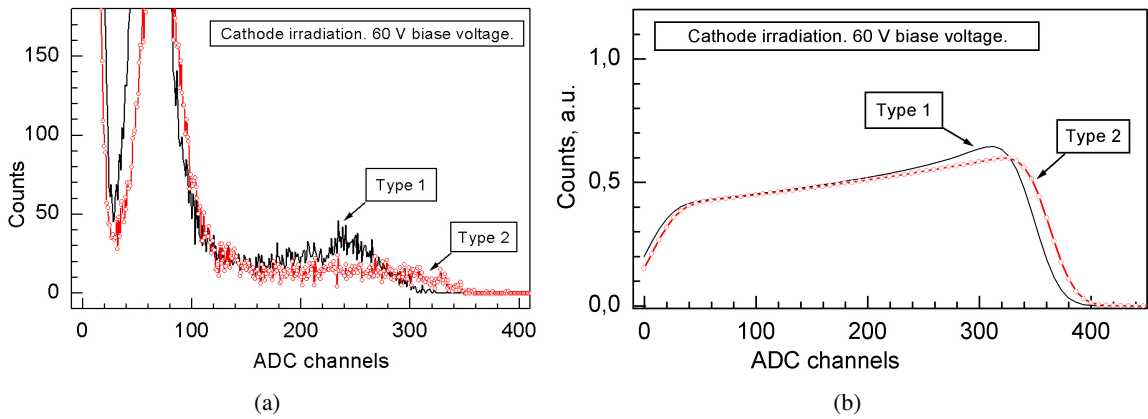 Cathode irradiation. 60 V biase voltage.
150
100
50
0
Counts
Type 1
Type 2
0
100
200
300
400
ADC channels
(a)
Cathode irradiation. 60 V biase voltage.
1,0
0,5
0,0
Counts, a.u.
Type 1
Type 2
0
100
200
300
400
ADC channels
(b)